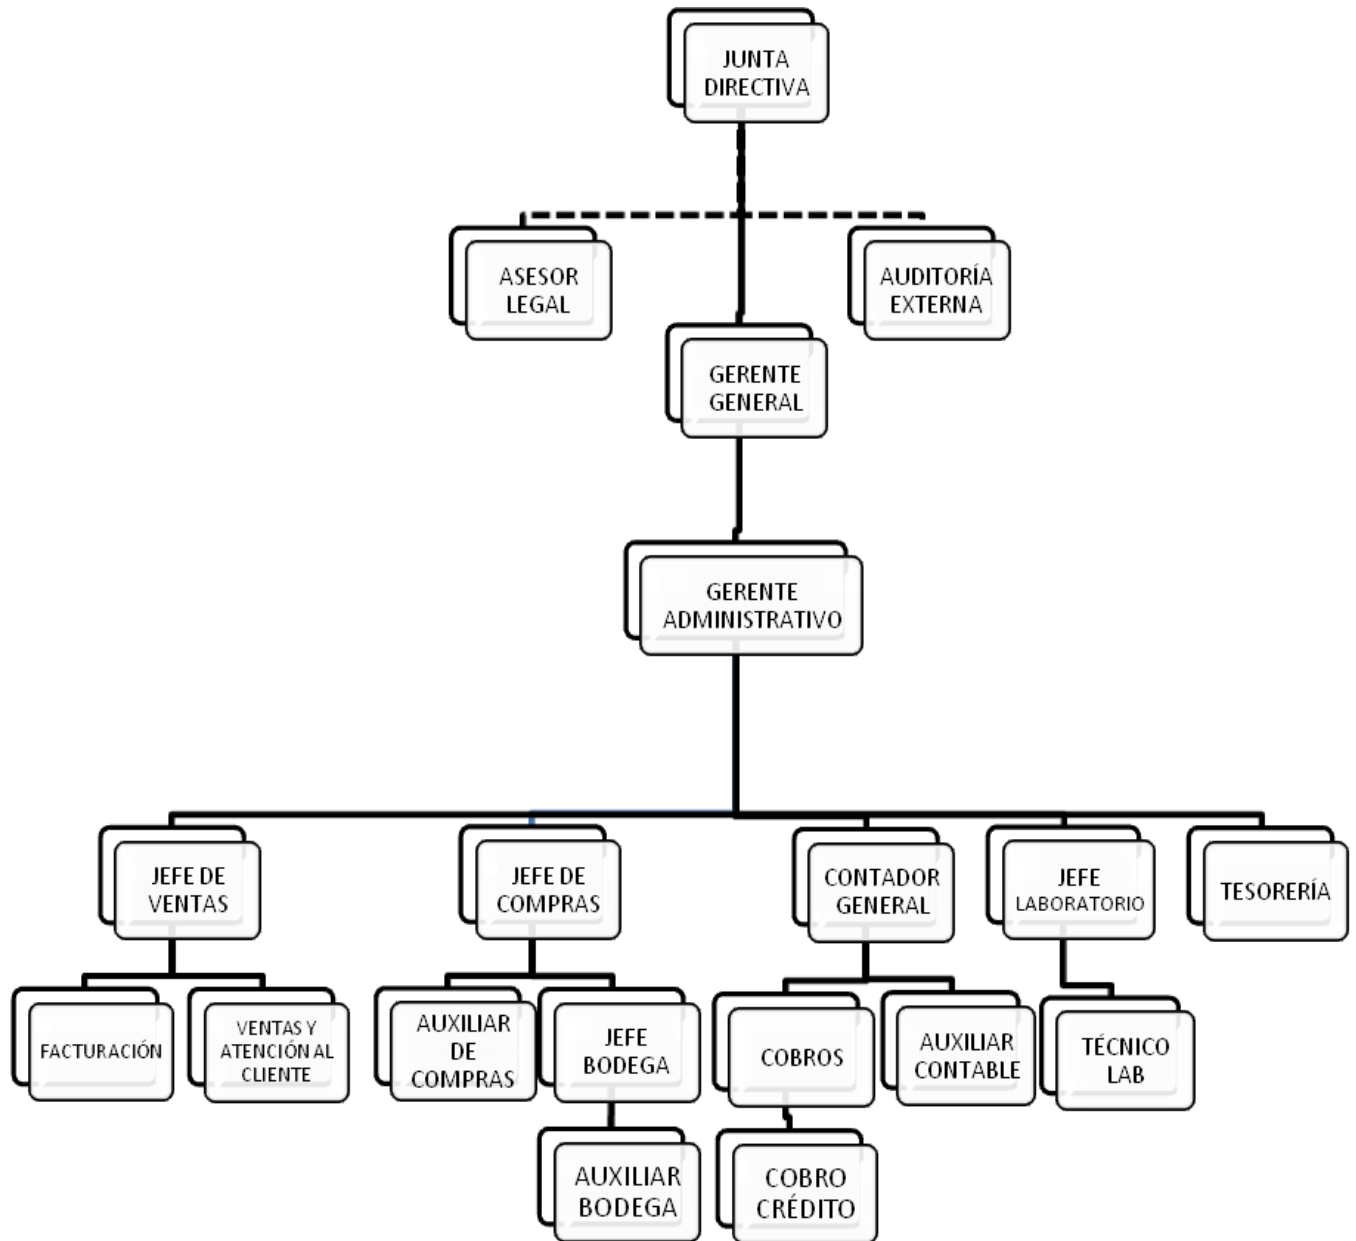 JUNTA
DIRECTIVA
ASESOR
LEGAL
AUDITORÍA
EXTERNA
GERENTE
GENERAL
GERENTE
ADMINISTRATIVO
JEFE DE
VENTAS
JEFE DE
COMPRAS
CONTADOR
GENERAL
JEFE
LABORATORIO
TESORERÍA
FACTURACIÓN
VENTAS Y
ATENCIÓN AL
CLIENTE
AUXILIAR
DE
COMPRAS
JEFE
BODEGA
COBROS
AUXILIAR
CONTABLE
TÉCNICO
LAB
AUXILIAR
BODEGA
COBRO
CRÉDITO